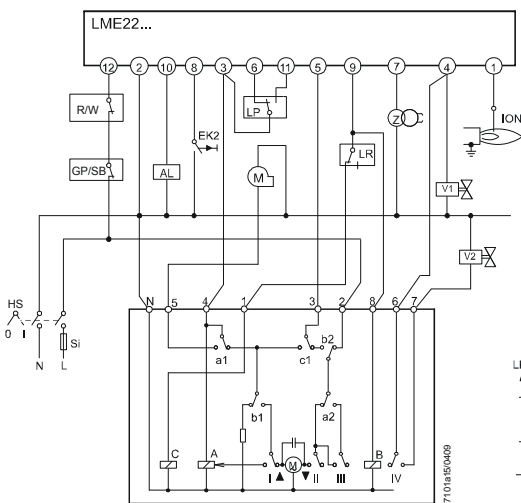 LME22...
12 2 10 8 3 6 11 5 9 7 4 1
R/W
LP
EK2
Z
ION
GP/SB
AL
M
LR
V1
V2
HS
0 I
Si
N L
N 5 4 1 3 2 8 6 7
a1 c1 b2
b1 a2
C A I M II III B IV
7101a15/0409